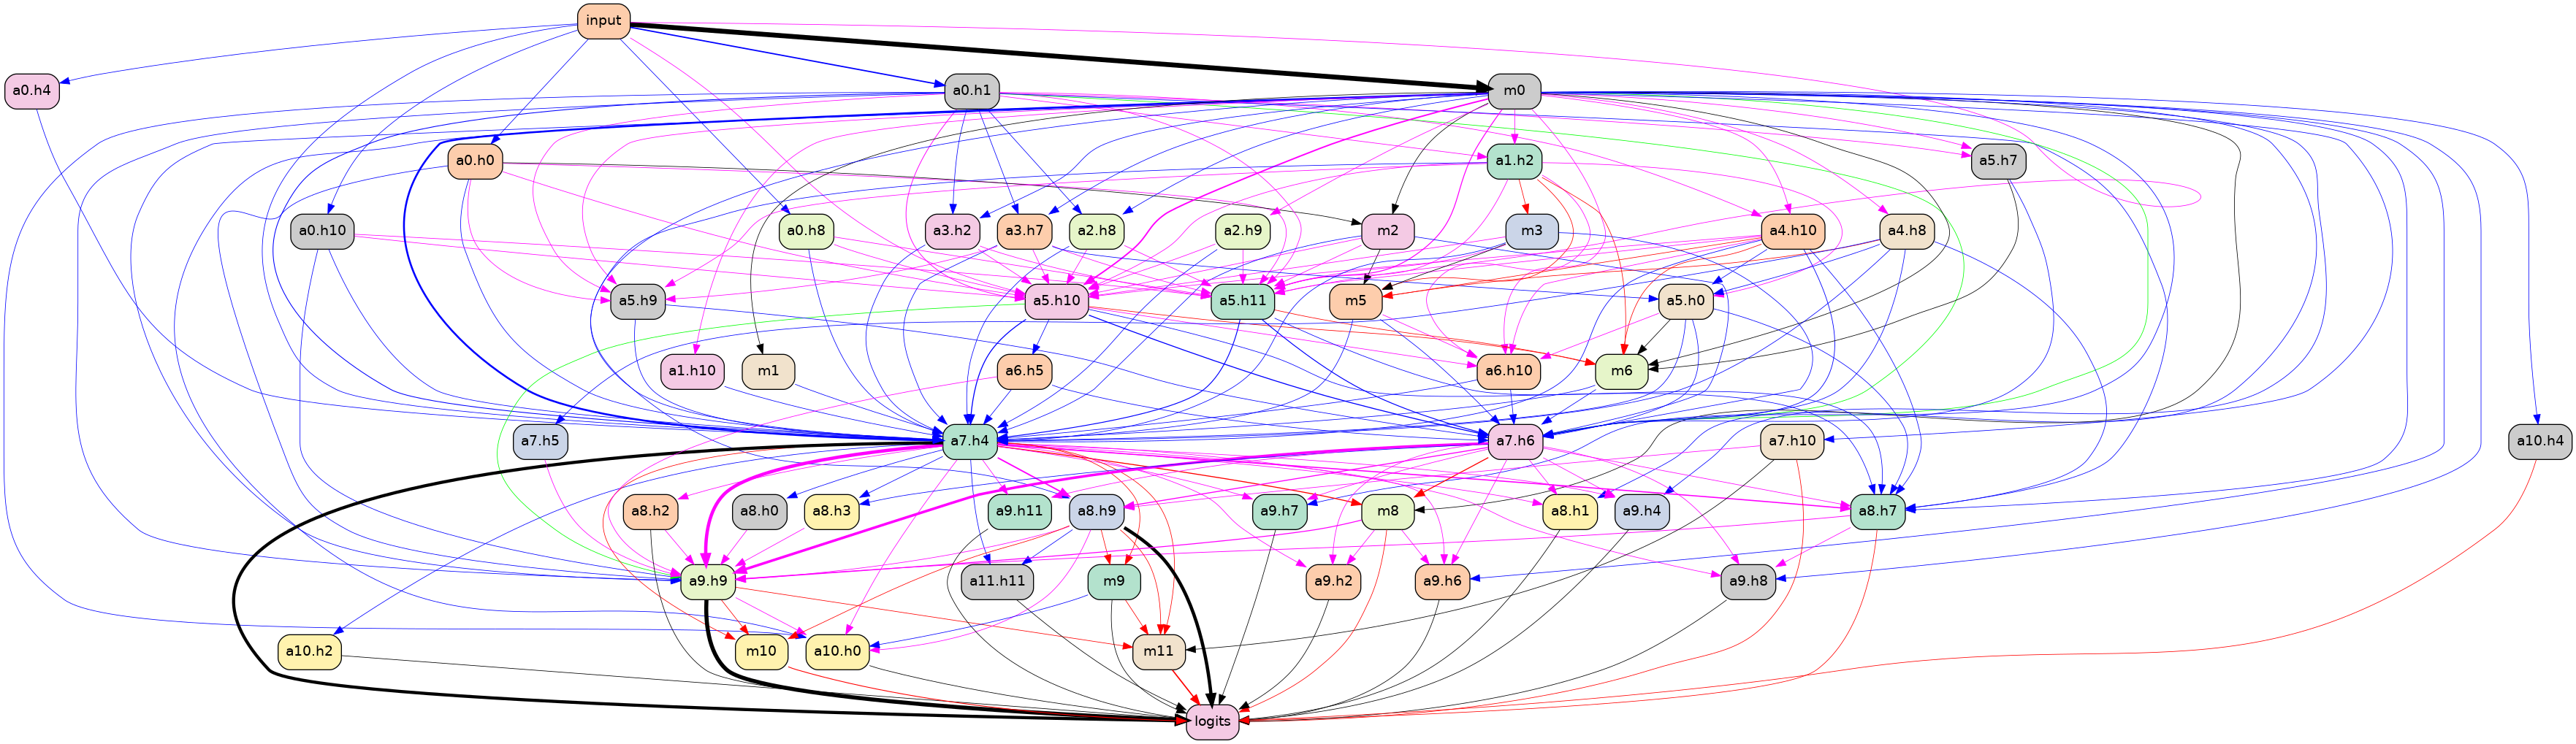 input
a0.h4 a0.h1 m0
a0.h0 a1.h2 a5.h7
a0.h10 a0.h8 a3.h2 a3.h7 a2.h8 a2.h9 m2 m3 a4.h10 a4.h8
a5.h9 a5.h10 a5.h11 m5 a5.h0
a1.h10 m1 a6.h5 a6.h10 m6
a7.h5 a7.h4 a7.h6 a7.h10 a10.h4
a8.h2 a8.h0 a8.h3 a9.h11 a8.h9 a9.h7 m8 a8.h1 a9.h4 a8.h7
a9.h9 a11.h11 m9 a9.h2 a9.h6 a9.h8
a10.h2 m10 a10.h0 m11
logits